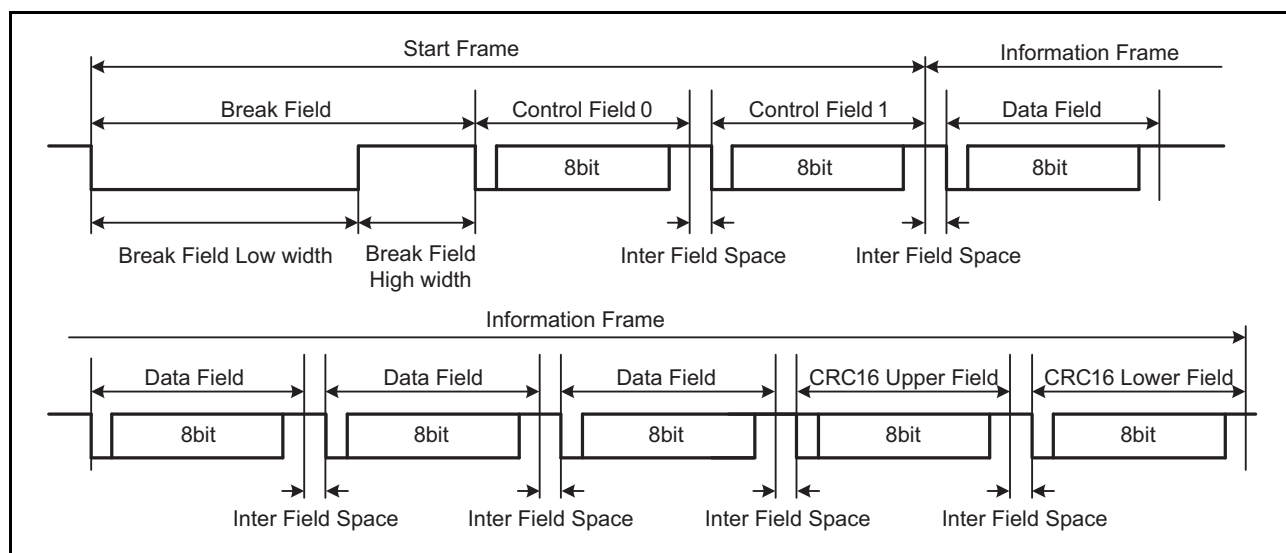 Start Frame
Information Frame
Break Field
Control Field 0
Control Field 1
Data Field
8bit
8bit
8bit
Break Field Low width
Break Field
High width
Inter Field Space
Inter Field Space
Information Frame
Data Field
Data Field
Data Field
CRC16 Upper Field
CRC16 Lower Field
8bit
8bit
8bit
8bit
8bit
Inter Field Space
Inter Field Space
Inter Field Space
Inter Field Space